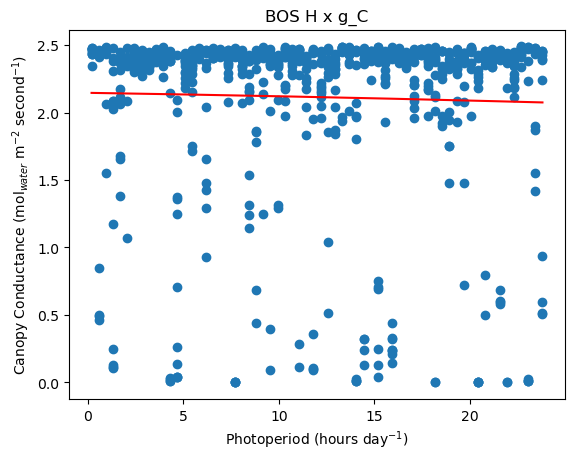 BOS H x g_C
Canopy Conductance (mol_water m⁻² second⁻¹)
2.5
2.0
1.5
1.0
0.5
0.0
0 5 10 15 20
Photoperiod (hours day⁻¹)